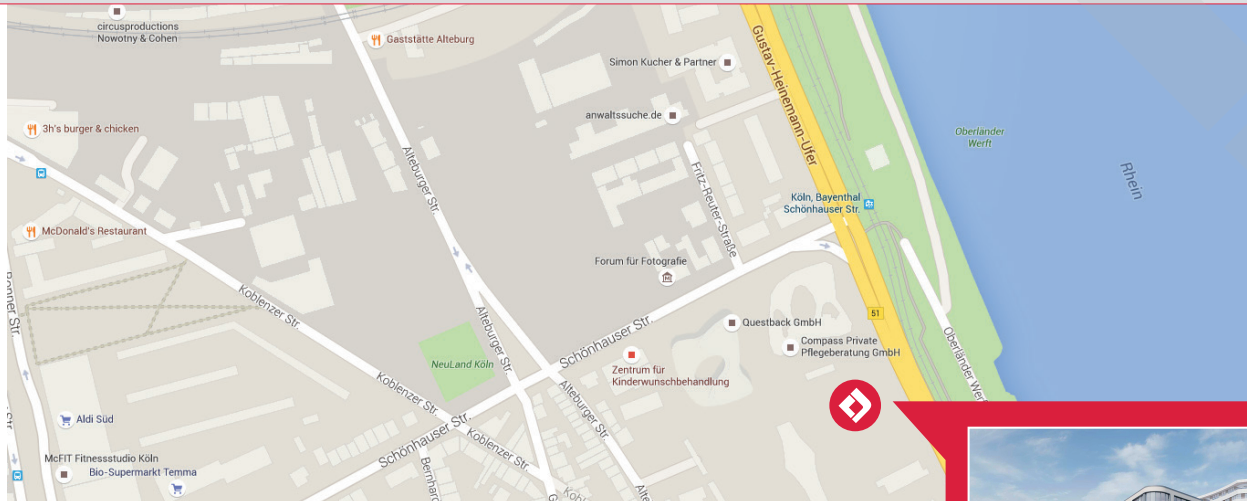 circusproductions
Nowotny & Cohen
Gaststätte Alteburg
Simon Kucher & Partner
Gustav-Heinemann-Ufer
anwaltssuche.de
3h's burger & chicken
Oberländer
Werft
Rhein
Alteburger Str.
Fritz-Reuter-Straße
Köln, Bayenthal
Schönhauser Str.
McDonald's Restaurant
Forum für Fotografie
Koblenzer Str.
Bonner Str.
Alteburger Str
Schönhauser Str.
Questback GmbH
51
Compass Private
Pflegeberatung GmbH
Oberländer Werf
NeuLand Köln
Zentrum für
Kinderwunschbehandlung
Koblenzer Str.
Alteburger Str
Aldi Süd
Schönhauser Str.
Koblenzer Str.
McFIT Fitnessstudio Köln
Bio-Supermarkt Temma
Bernhard